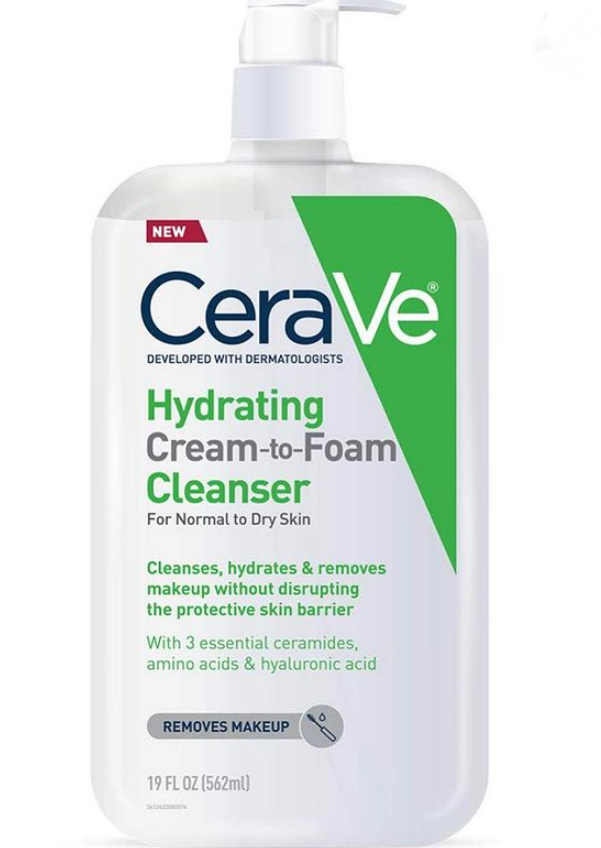 NEW
CeraVe®
DEVELOPED WITH DERMATOLOGISTS
Hydrating
Cream-to-Foam
Cleanser
For Normal to Dry Skin
Cleanses, hydrates & removes
makeup without disrupting
the protective skin barrier
With 3 essential ceramides,
amino acids & hyaluronic acid
REMOVES MAKEUP
19 FL OZ (562ml)